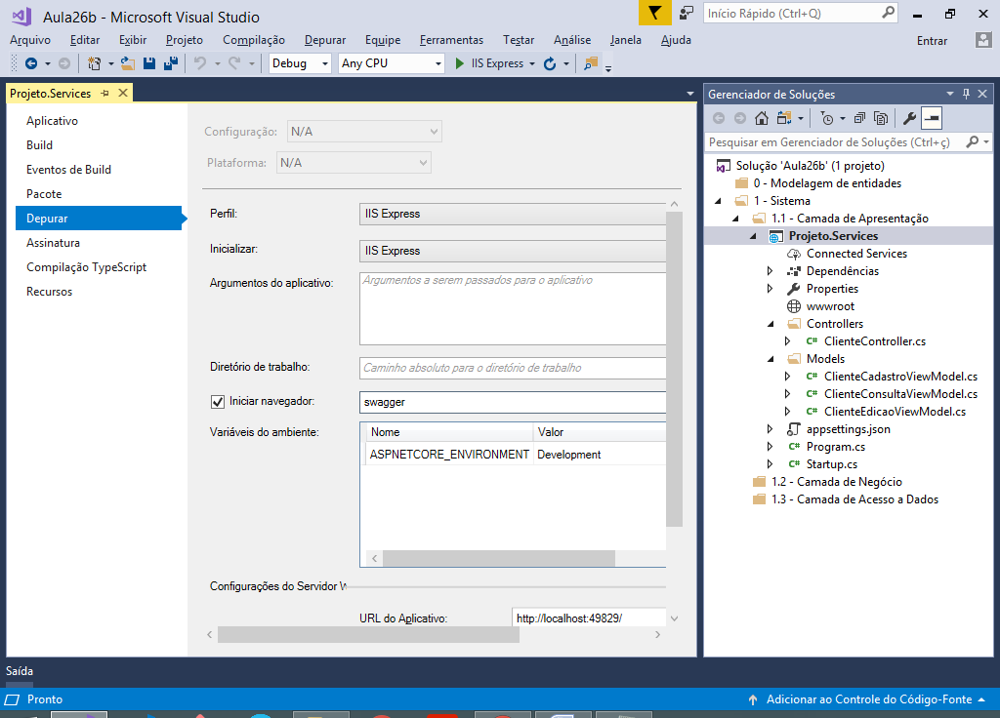 Aula26b - Microsoft Visual Studio
Início Rápido (Ctrl+Q)
Arquivo Editar Exibir Projeto Compilação Depurar Equipe Ferramentas Testar Análise Janela Ajuda
Entrar
Debug Any CPU IIS Express
Projeto.Services
Aplicativo
Build
Eventos de Build
Pacote
Depurar
Assinatura
Compilação TypeScript
Recursos
Configuração: N/A
Plataforma: N/A
Perfil: IIS Express
Inicializar: IIS Express
Argumentos do aplicativo: Argumentos a serem passados para o aplicativo
Diretório de trabalho: Caminho absoluto para o diretório de trabalho
Iniciar navegador: swagger
Variáveis do ambiente: Nome Valor
ASPNETCORE_ENVIRONMENT Development
Configurações do Servidor W
URL do Aplicativo: http://localhost:49829/
Gerenciador de Soluções
Pesquisar em Gerenciador de Soluções (Ctrl+ç)
Solução 'Aula26b' (1 projeto)
0 - Modelagem de entidades
1 - Sistema
1.1 - Camada de Apresentação
Projeto.Services
Connected Services
Dependências
Properties
wwwroot
Controllers
C# ClienteController.cs
Models
C# ClienteCadastroViewModel.cs
C# ClienteConsultaViewModel.cs
C# ClienteEdicaoViewModel.cs
appsettings.json
C# Program.cs
C# Startup.cs
1.2 - Camada de Negócio
1.3 - Camada de Acesso a Dados
Saída
Pronto
Adicionar ao Controle do Código-Fonte